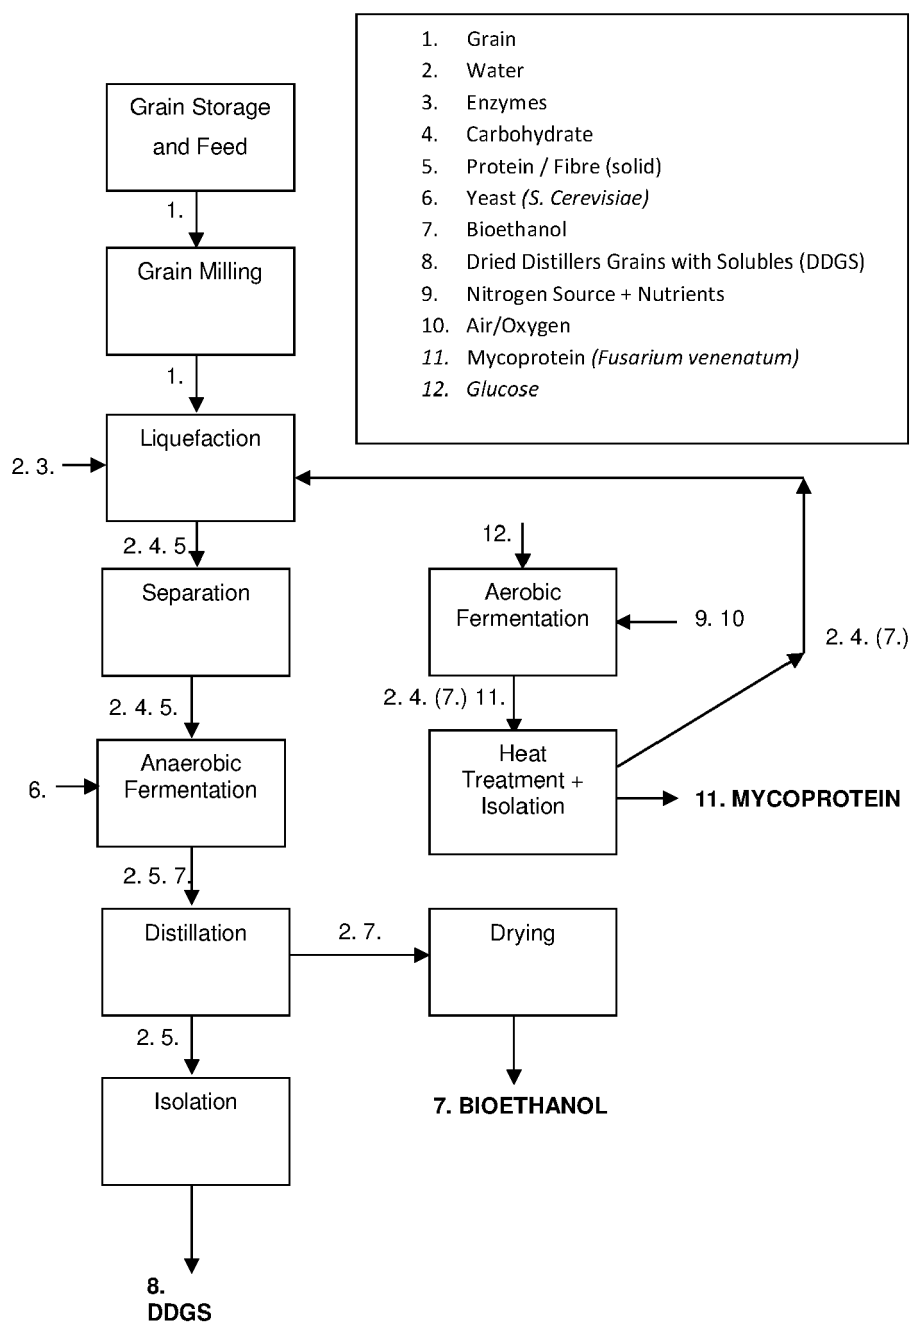 1. Grain
2. Water
3. Enzymes
4. Carbohydrate
5. Protein / Fibre (solid)
6. Yeast (S. Cerevisiae)
7. Bioethanol
8. Dried Distillers Grains with Solubles (DDGS)
9. Nitrogen Source + Nutrients
10. Air/Oxygen
11. Mycoprotein (Fusarium venenatum)
12. Glucose
Grain Storage
and Feed
1.
Grain Milling
1.
Liquefaction
2. 3.
2. 4. 5.
Separation
2. 4. 5.
Anaerobic
Fermentation
6.
2. 5. 7.
Distillation
2. 7.
Drying
7. BIOETHANOL
2. 5.
Isolation
8.
DDGS
12.
Aerobic
Fermentation
9. 10
2. 4. (7.) 11.
Heat
Treatment +
Isolation
2. 4. (7.)
11. MYCOPROTEIN